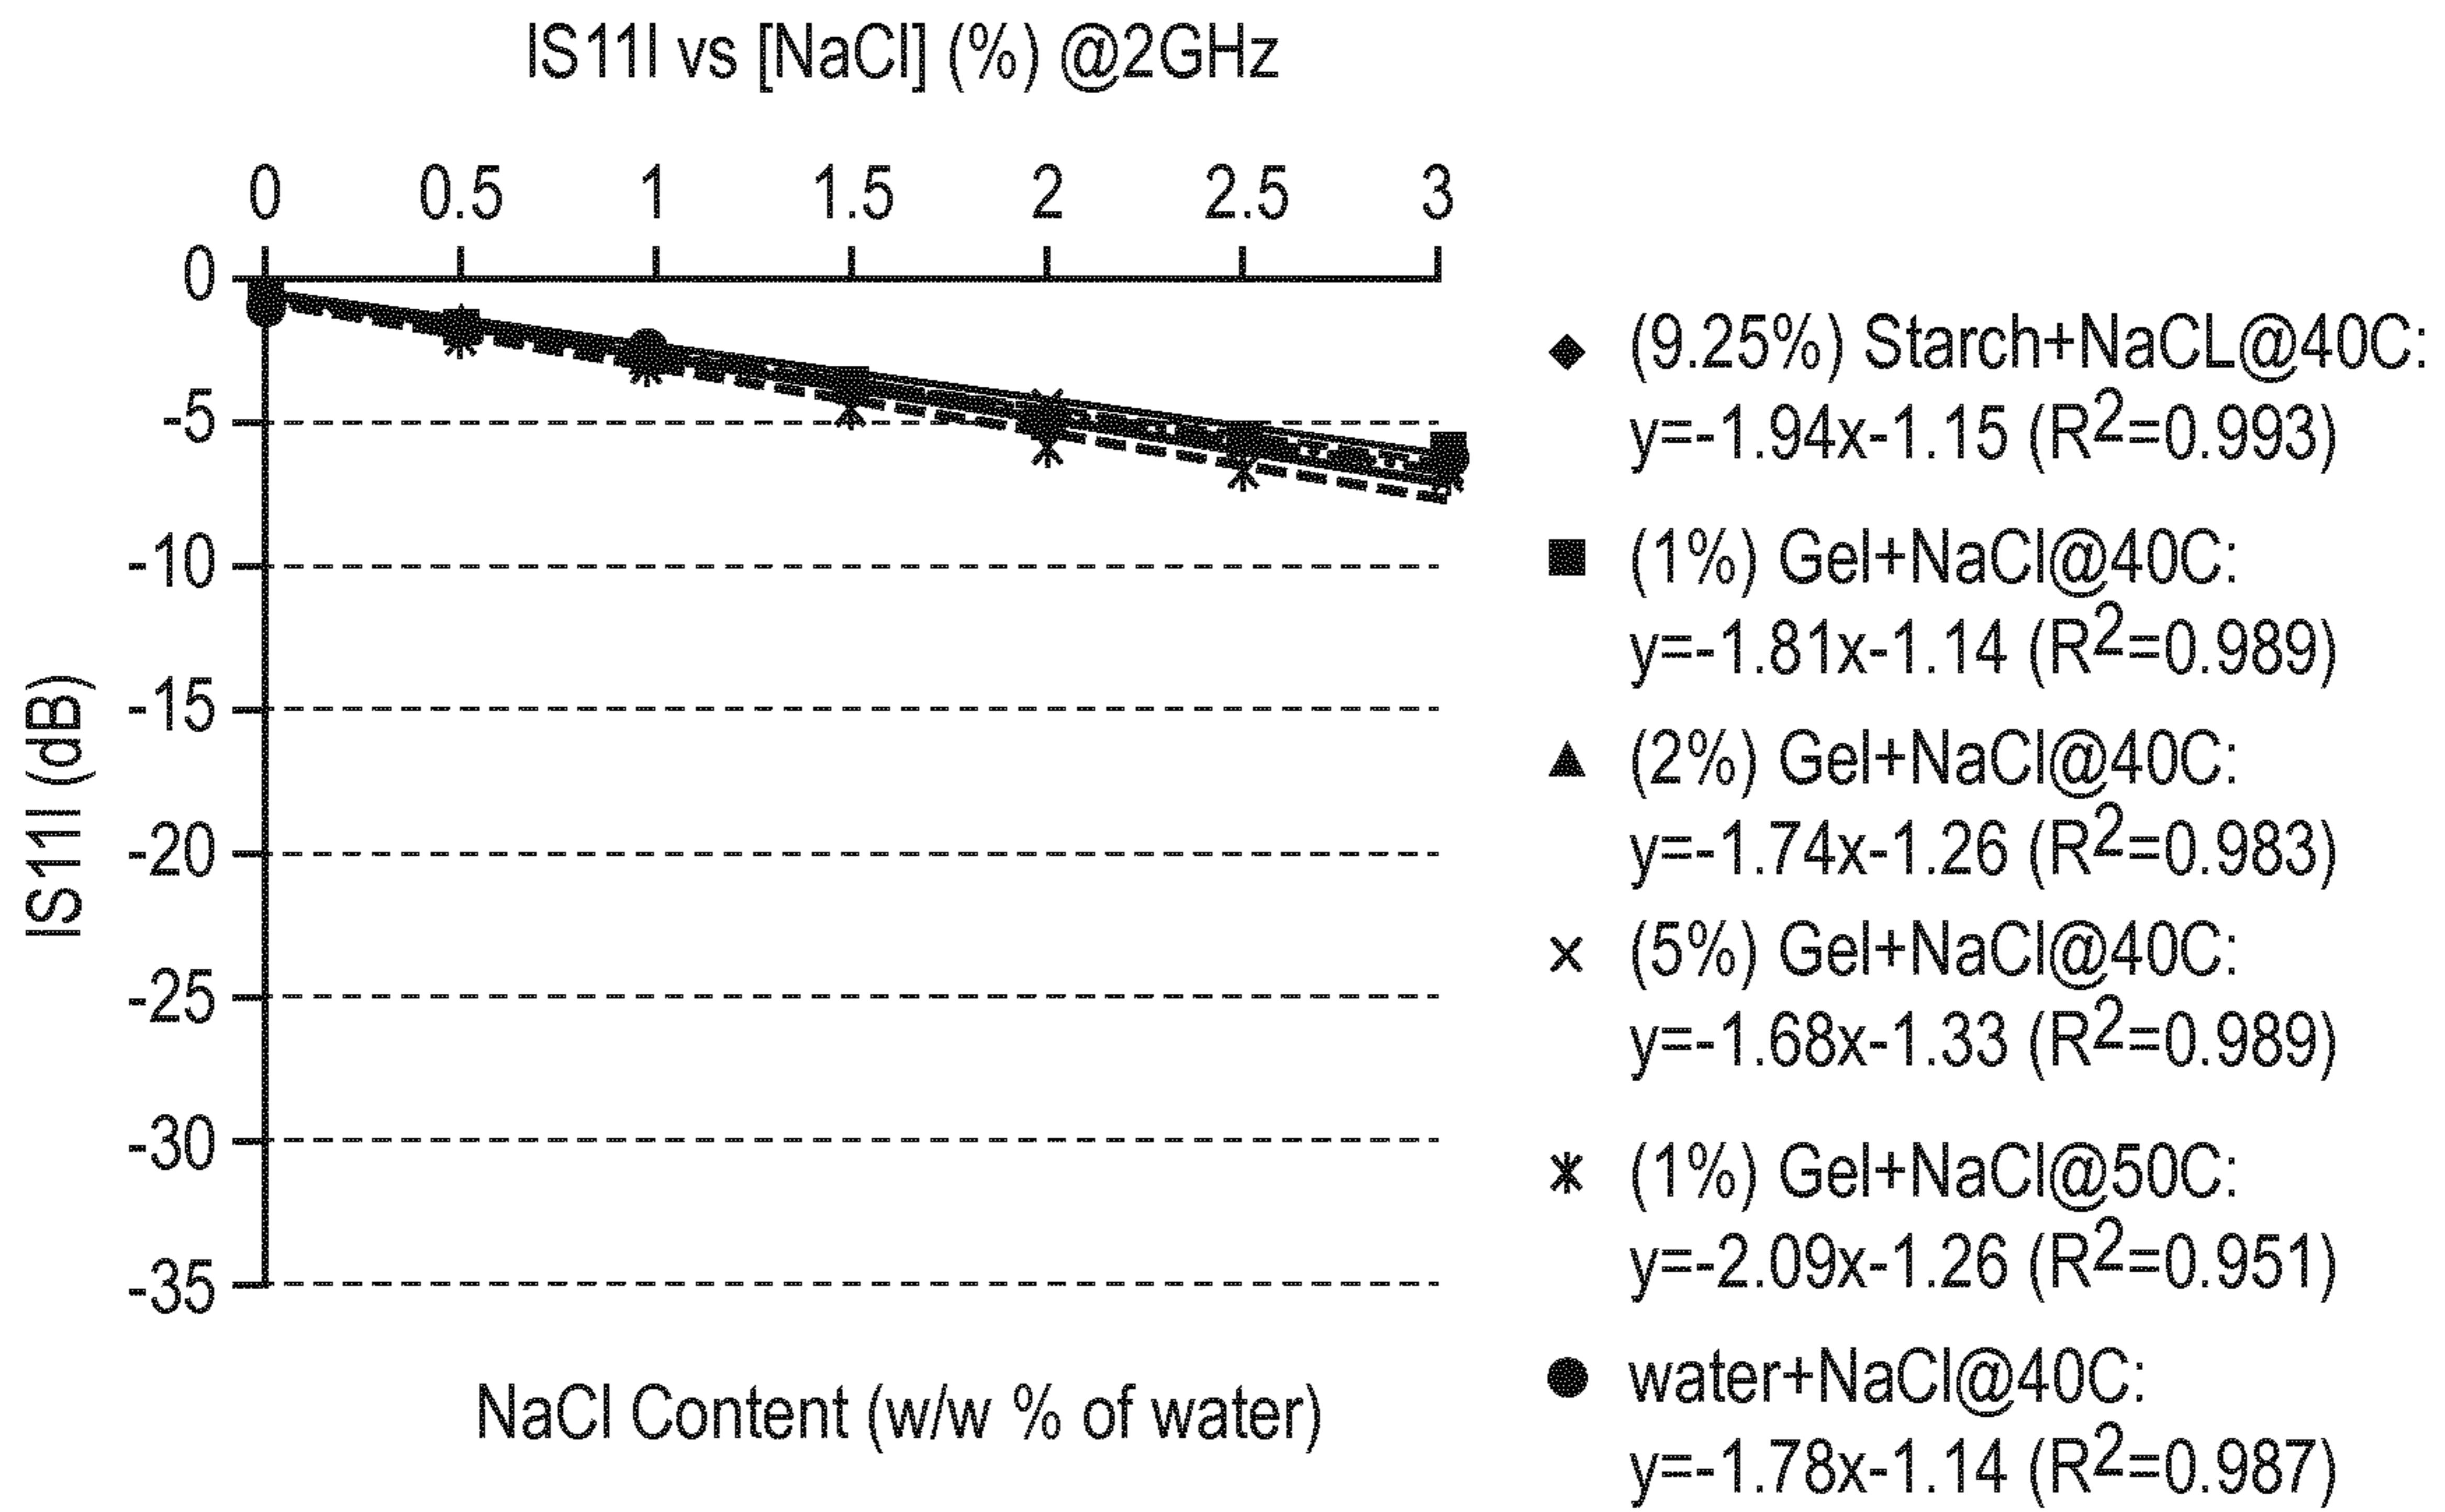 IS11I vs [NaCl] (%) @2GHz
0 0.5 1 1.5 2 2.5 3
0
-5
-10
-15
-20
-25
-30
-35
IS11I (dB)
NaCl Content (w/w % of water)
(9.25%) Starch+NaCL@40C:
y=-1.94x-1.15 (R2=0.993)
(1%) Gel+NaCl@40C:
y=-1.81x-1.14 (R2=0.989)
(2%) Gel+NaCl@40C:
y=-1.74x-1.26 (R2=0.983)
(5%) Gel+NaCl@40C:
y=-1.68x-1.33 (R2=0.989)
(1%) Gel+NaCl@50C:
y=-2.09x-1.26 (R2=0.951)
water+NaCl@40C:
y=-1.78x-1.14 (R2=0.987)